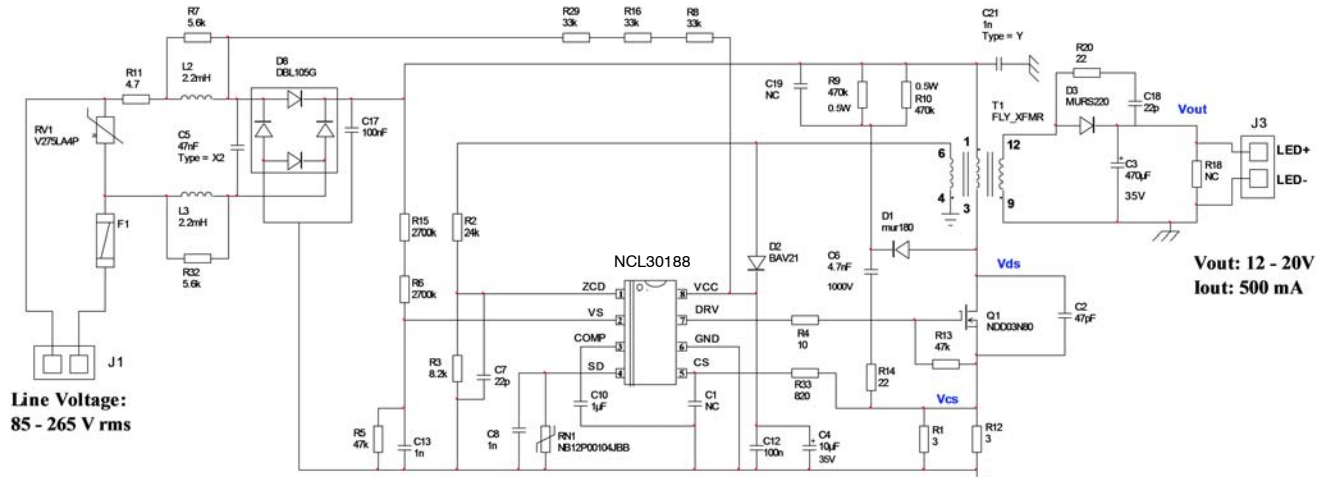 R7
5.6k
R29
33k
R16
33k
R8
33k
C21
1n
Type = Y
R20
22
R11
4.7
L2
2.2mH
D8
DBL105G
C19
NC
R9
470k
0.5W
0.5W
R10
470k
T1
FLY_XFMR
D3
MURS220
C18
22p
Vout
J3
RV1
V275LA4P
C5
47nF
Type = X2
C17
100nF
6
4
1
3
12
9
C3
470µF
35V
R18
NC
LED+
LED-
L3
2.2mH
F1
R32
5.6k
R15
2700k
R2
24k
D1
mur180
D2
BAV21
C6
4.7nF
1000V
Vds
Vout: 12 - 20V
Iout: 500 mA
NCL30188
R6
2700k
ZCD
1
8
VCC
VS
2
7
DRV
COMP
3
6
GND
SD
4
5
CS
R4
10
R13
47k
Q1
NDD03N80
C2
47pF
J1
R3
8.2k
C7
22p
C10
1µF
C1
NC
R33
820
R14
22
Vcs
Line Voltage:
85 - 265 V rms
R5
47k
C13
1n
C8
1n
RN1
NB12P00104JBB
C12
100n
C4
10µF
35V
R1
3
R12
3